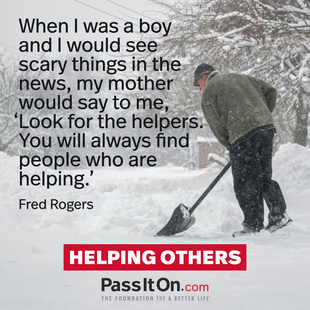 When I was a boy
and I would see
scary things in the
news, my mother
would say to me,
‘Look for the helpers.
You will always find
people who are
helping.’
Fred Rogers
HELPING OTHERS
PassItOn.com
THE FOUNDATION FOR A BETTER LIFE